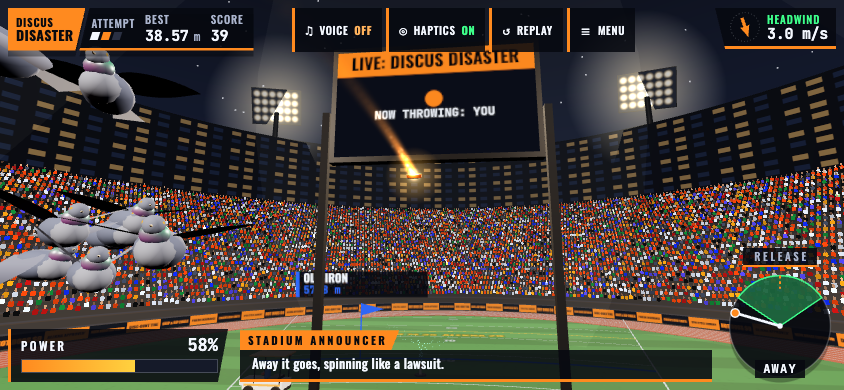 DISCUS
DISASTER
ATTEMPT
BEST
38.57 m
SCORE
39
♫ VOICE OFF
◎ HAPTICS ON
↺ REPLAY
≡ MENU
HEADWIND
3.0 m/s
LIVE: DISCUS DISASTER
NOW THROWING: YOU
IRON
RELEASE
AWAY
POWER
58%
STADIUM ANNOUNCER
Away it goes, spinning like a lawsuit.